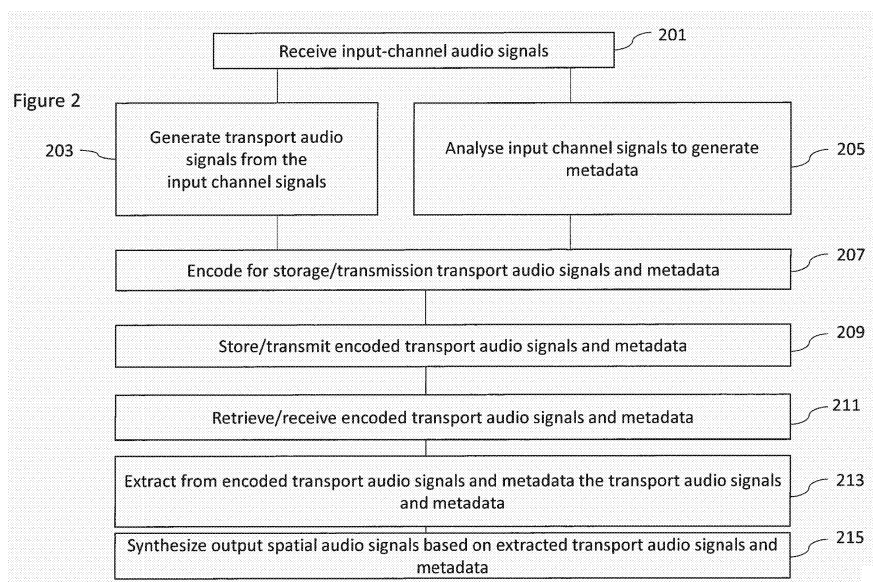 Receive input-channel audio signals
201
Figure 2
Generate transport audio
signals from the
input channel signals
203
Analyse input channel signals to generate
metadata
205
Encode for storage/transmission transport audio signals and metadata
207
Store/transmit encoded transport audio signals and metadata
209
Retrieve/receive encoded transport audio signals and metadata
211
Extract from encoded transport audio signals and metadata the transport audio signals
and metadata
213
Synthesize output spatial audio signals based on extracted transport audio signals and
metadata
215